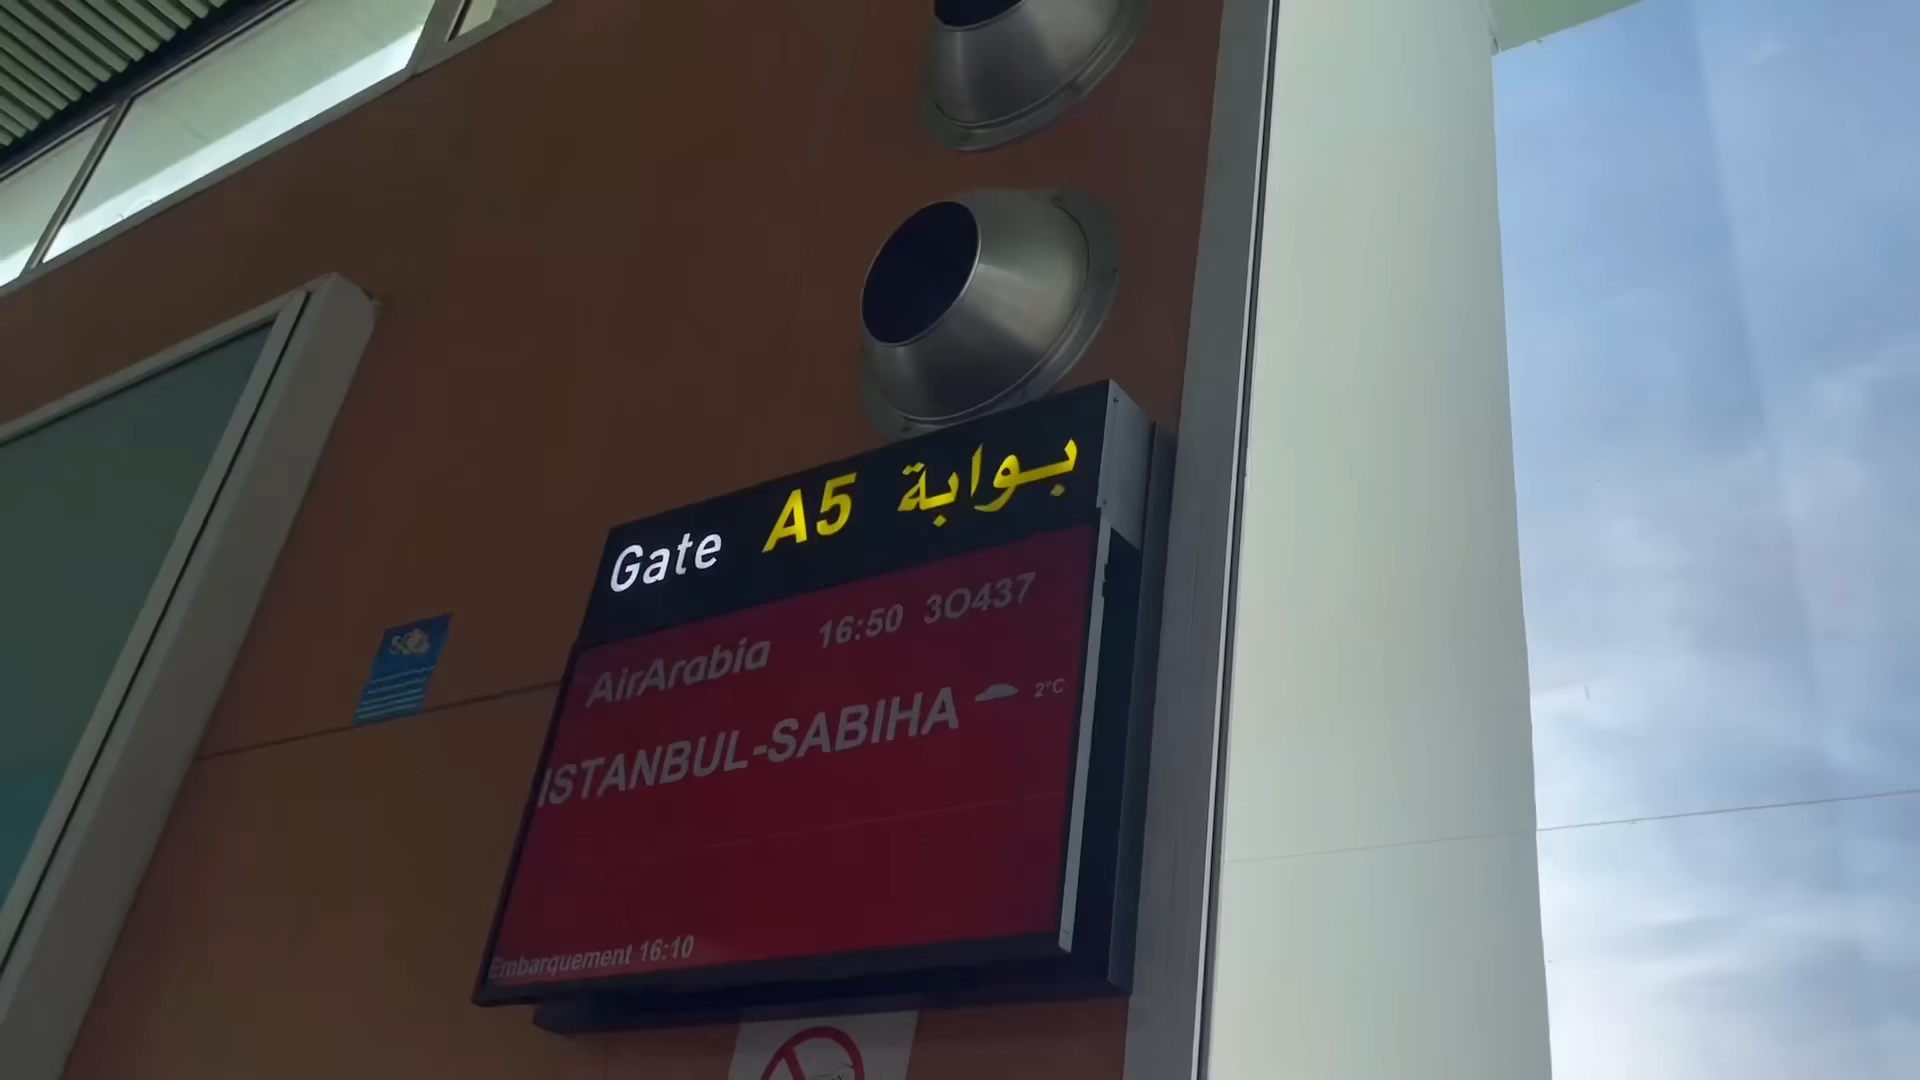 Gate A5 بوابة
AirArabia 16:50 3O437
ISTANBUL-SABIHA 2°C
Embarquement 16:10